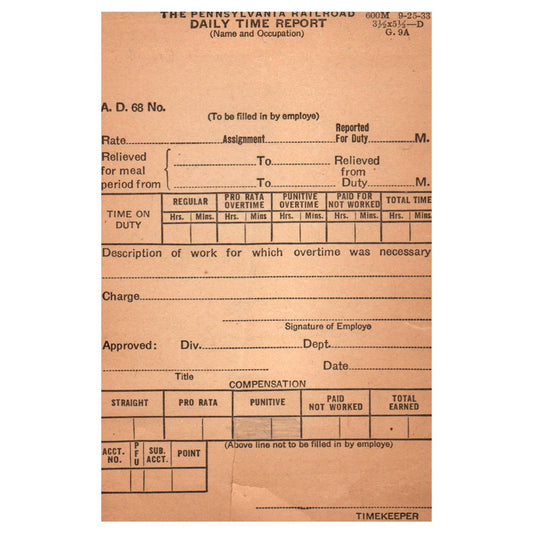 THE PENNSYLVANIA RAILROAD 600M 9-25-33
DAILY TIME REPORT 3½x5½—D
(Name and Occupation) G. 9A
A. D. 68 No.
(To be filled in by employe)
Rate Assignment Reported For Duty M.
Relieved for meal period from To Relieved from Duty M.
To
TIME ON DUTY
REGULAR PRO RATA OVERTIME PUNITIVE OVERTIME PAID FOR NOT WORKED TOTAL TIME
Hrs. Mins. Hrs. Mins Hrs. Mins. Hrs. Mins. Hrs. Mins.
Description of work for which overtime was necessary
Charge
Signature of Employe
Approved: Div. Dept.
Date
Title
COMPENSATION
STRAIGHT PRO RATA PUNITIVE PAID NOT WORKED TOTAL EARNED
(Above line not to be filled in by employe)
ACCT. NO. P F U SUB. ACCT. POINT
TIMEKEEPER